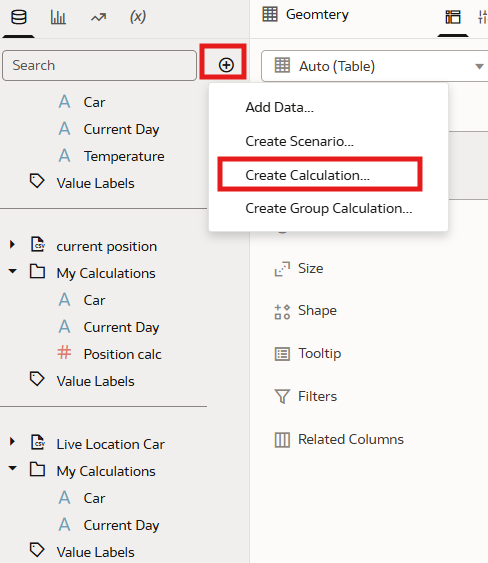 (x)
Geomtery
Search
Auto (Table)
Add Data...
Create Scenario...
Create Calculation...
Create Group Calculation...
A Car
A Current Day
A Temperature
Value Labels
CSV current position
My Calculations
A Car
A Current Day
# Position calc
Value Labels
CSV Live Location Car
My Calculations
A Car
A Current Day
Value Labels
Size
Shape
Tooltip
Filters
Related Columns